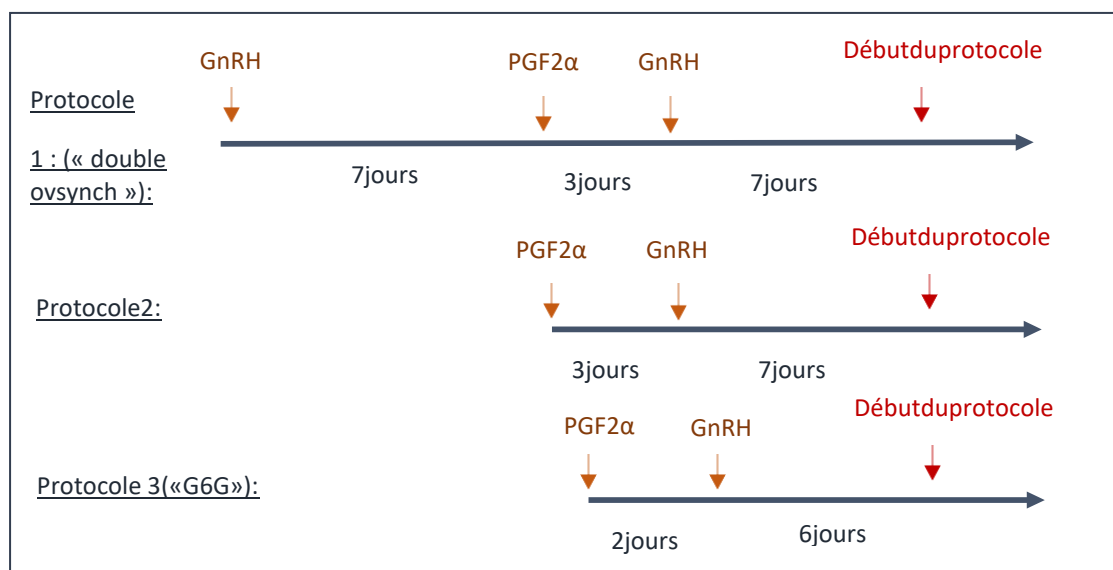 GnRH PGF2α GnRH Débutduprotocole
Protocole
1 : (« double
ovsynch »):
7jours 3jours 7jours
PGF2α GnRH Débutduprotocole
Protocole2:
3jours 7jours
PGF2α GnRH Débutduprotocole
Protocole 3(«G6G»):
2jours 6jours